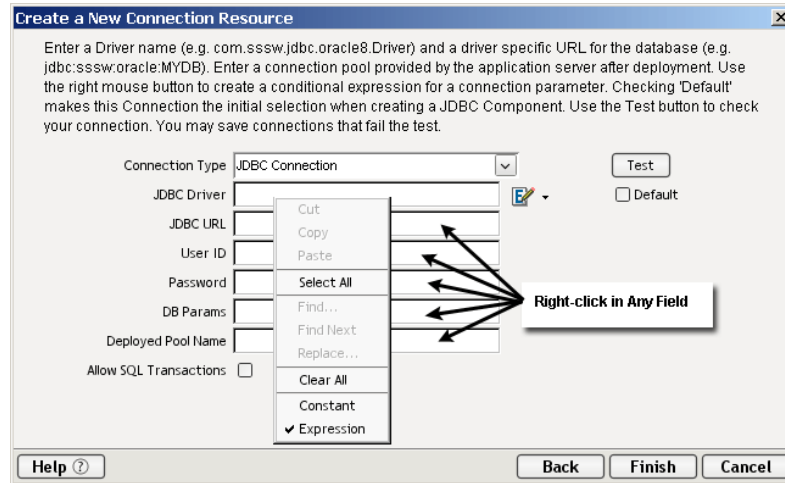 Create a New Connection Resource
Enter a Driver name (e.g. com.sssw.jdbc.oracle8.Driver) and a driver specific URL for the database (e.g.
jdbc:sssw:oracle:MYDB). Enter a connection pool provided by the application server after deployment. Use
the right mouse button to create a conditional expression for a connection parameter. Checking 'Default'
makes this Connection the initial selection when creating a JDBC Component. Use the Test button to check
your connection. You may save connections that fail the test.
Connection Type JDBC Connection Test
JDBC Driver Default
JDBC URL
User ID
Password
DB Params
Deployed Pool Name
Allow SQL Transactions
Cut
Copy
Paste
Select All
Find...
Find Next
Replace...
Clear All
Constant
Expression
Right-click in Any Field
Help Back Finish Cancel